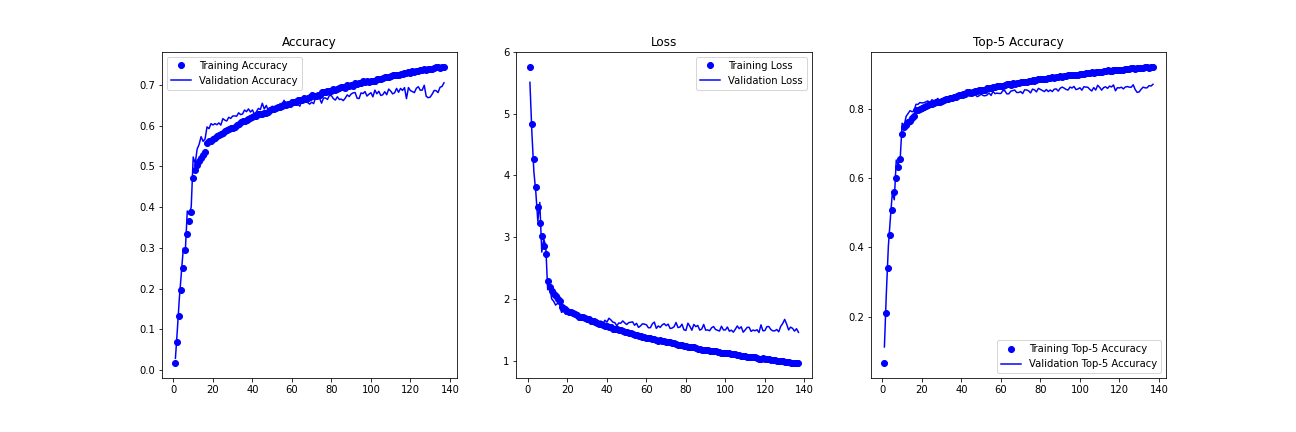 Accuracy
Training Accuracy
Validation Accuracy
0.7
0.6
0.5
0.4
0.3
0.2
0.1
0.0
0 20 40 60 80 100 120 140
Loss
Training Loss
Validation Loss
6
5
4
3
2
1
0 20 40 60 80 100 120 140
Top-5 Accuracy
0.8
0.6
0.4
0.2
Training Top-5 Accuracy
Validation Top-5 Accuracy
0 20 40 60 80 100 120 140